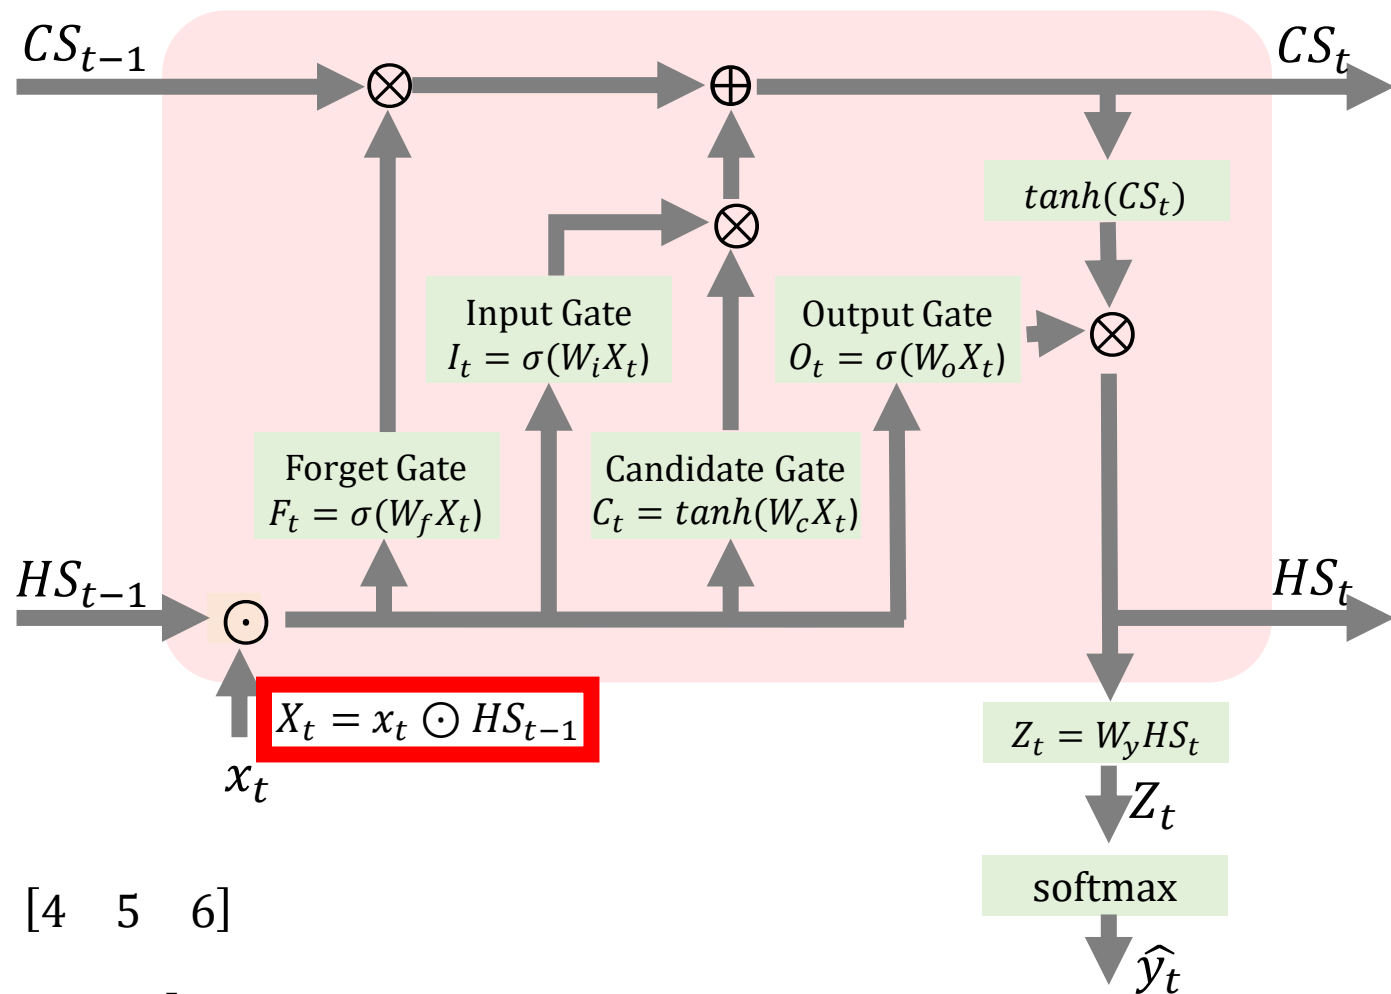 CS_{t−1}
CS_t
tanh(CS_t)
Input Gate
I_t = σ(W_i X_t)
Output Gate
O_t = σ(W_o X_t)
Forget Gate
F_t = σ(W_f X_t)
Candidate Gate
C_t = tanh(W_c X_t)
HS_{t−1}
HS_t
X_t = x_t ⊙ HS_{t−1}
x_t
Z_t = W_y HS_t
Z_t
[4 5 6]
softmax
ŷ_t